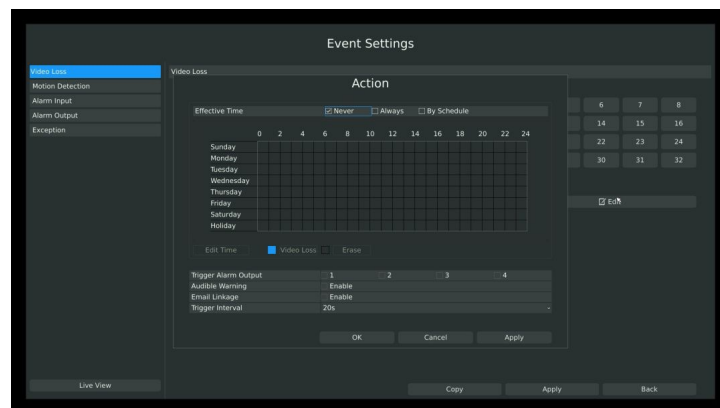 Event Settings
Video Loss
Motion Detection
Alarm Input
Alarm Output
Exception
Video Loss
Action
Effective Time Never Always By Schedule
0 2 4 6 8 10 12 14 16 18 20 22 24
Sunday
Monday
Tuesday
Wednesday
Thursday
Friday
Saturday
Holiday
Edit Time Video Loss Erase
Trigger Alarm Output 1 2 3 4
Audible Warning Enable
Email Linkage Enable
Trigger Interval 20s
OK Cancel Apply
6 7 8
14 15 16
22 23 24
30 31 32
Edit
Live View
Copy Apply Back